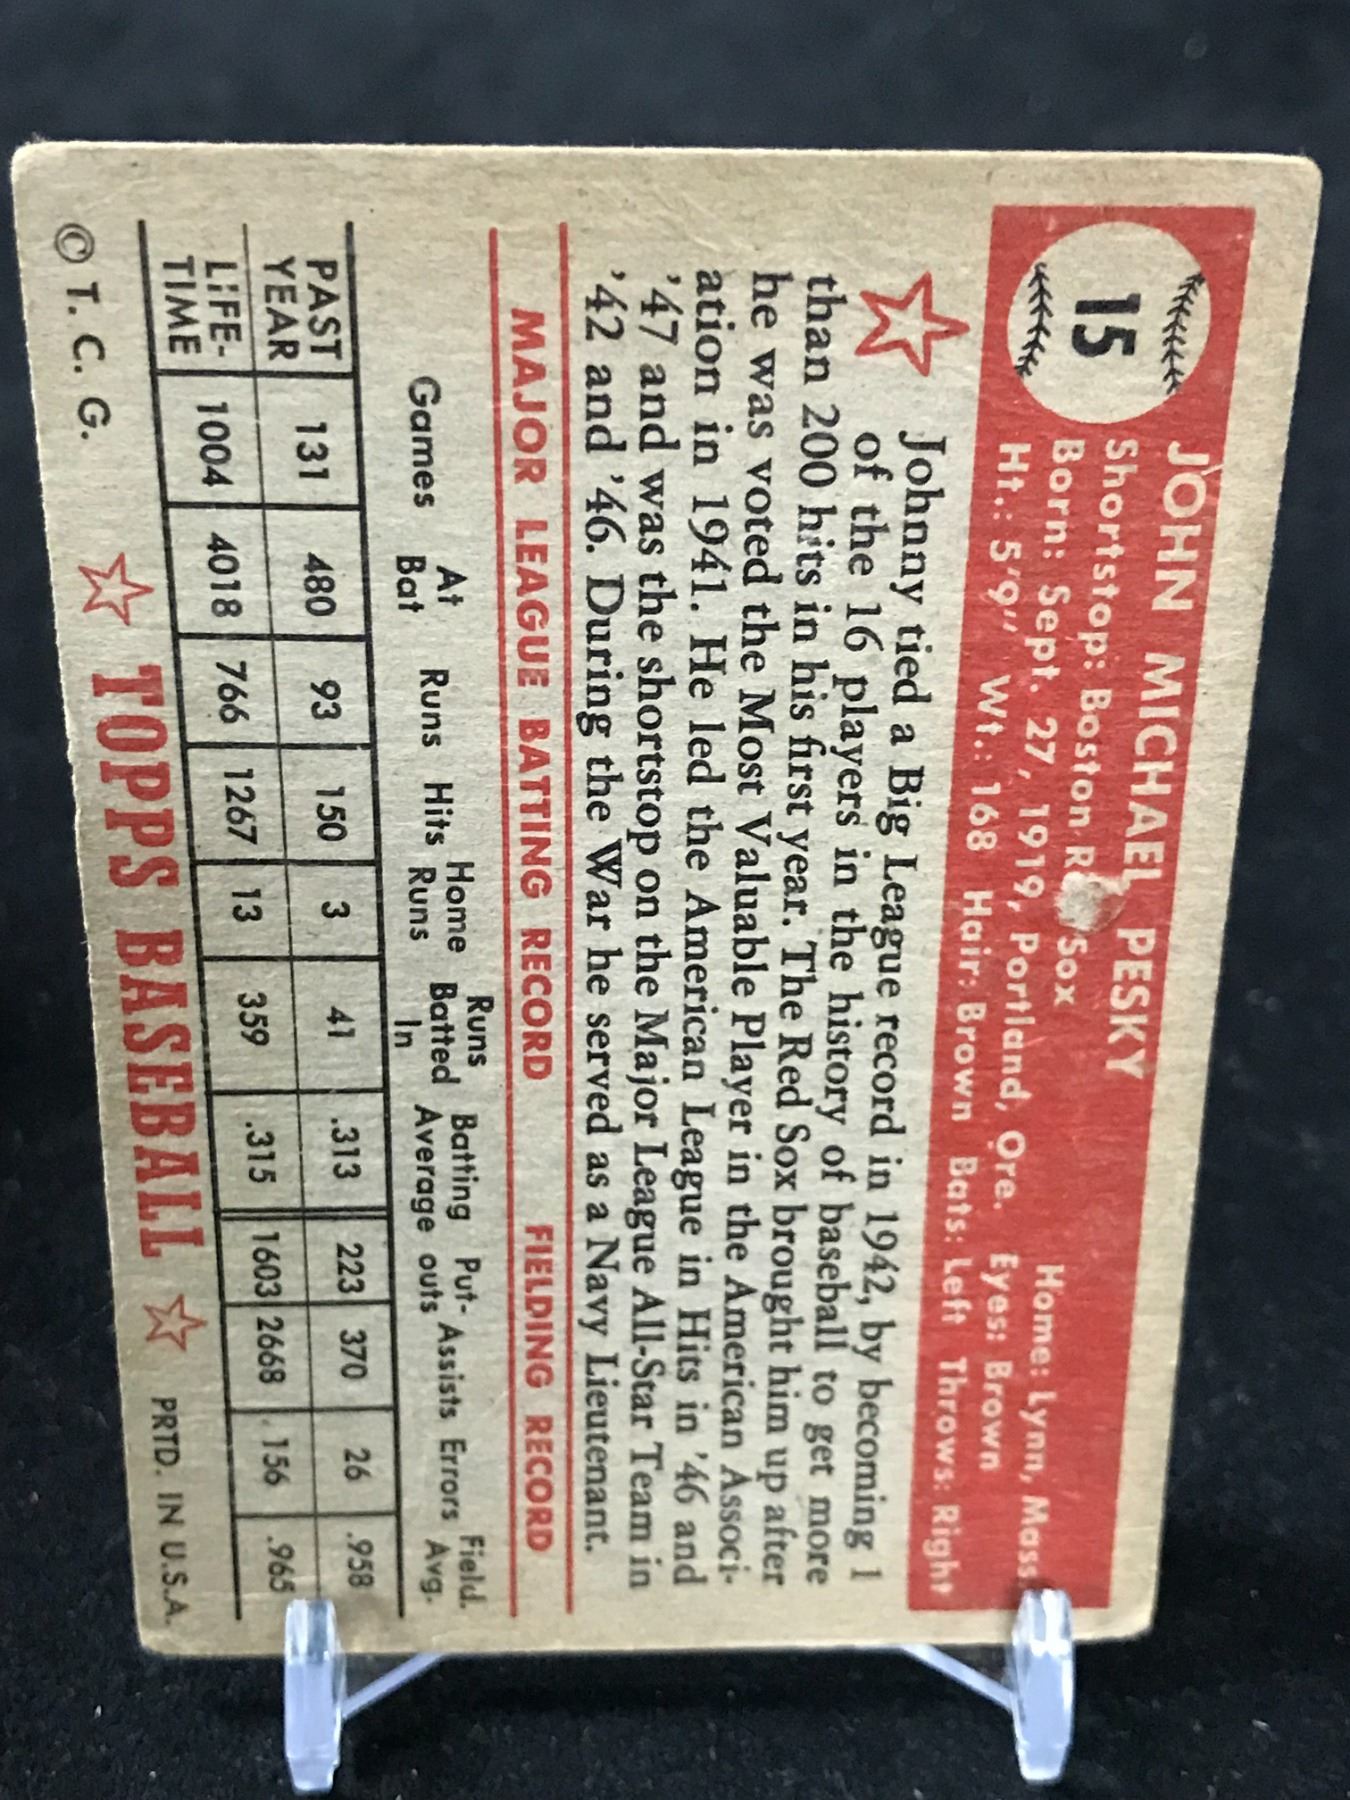 15
JOHN MICHAEL PESKY
Shortstop: Boston Red Sox Home: Lynn, Mass.
Born: Sept. 27, 1919, Portland, Ore. Eyes: Brown
Ht.: 5'9" Wt.: 168 Hair: Brown Bats: Left Throws: Right
Johnny tied a Big League record in 1942, by becoming 1
of the 16 players in the history of baseball to get more
than 200 hits in his first year. The Red Sox brought him up after
he was voted the Most Valuable Player in the American Associ-
ation in 1941. He led the American League in Hits in '46 and
'47 and was the shortstop on the Major League All-Star Team in
'42 and '46. During the War he served as a Navy Lieutenant.
MAJOR LEAGUE BATTING RECORD FIELDING RECORD
Games At Bat Runs Hits Home Runs Runs Batted In Batting Average Put-outs Assists Errors Field. Avg.
PAST YEAR 131 480 93 150 3 41 .313 223 370 26 .958
LIFE-TIME 1004 4018 766 1267 13 359 .315 1603 2668 156 .965
© T. C. G. TOPPS BASEBALL PRTD. IN U.S.A.